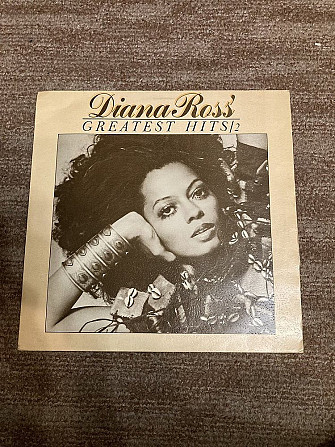 Diana Ross'
GREATEST HITS/2